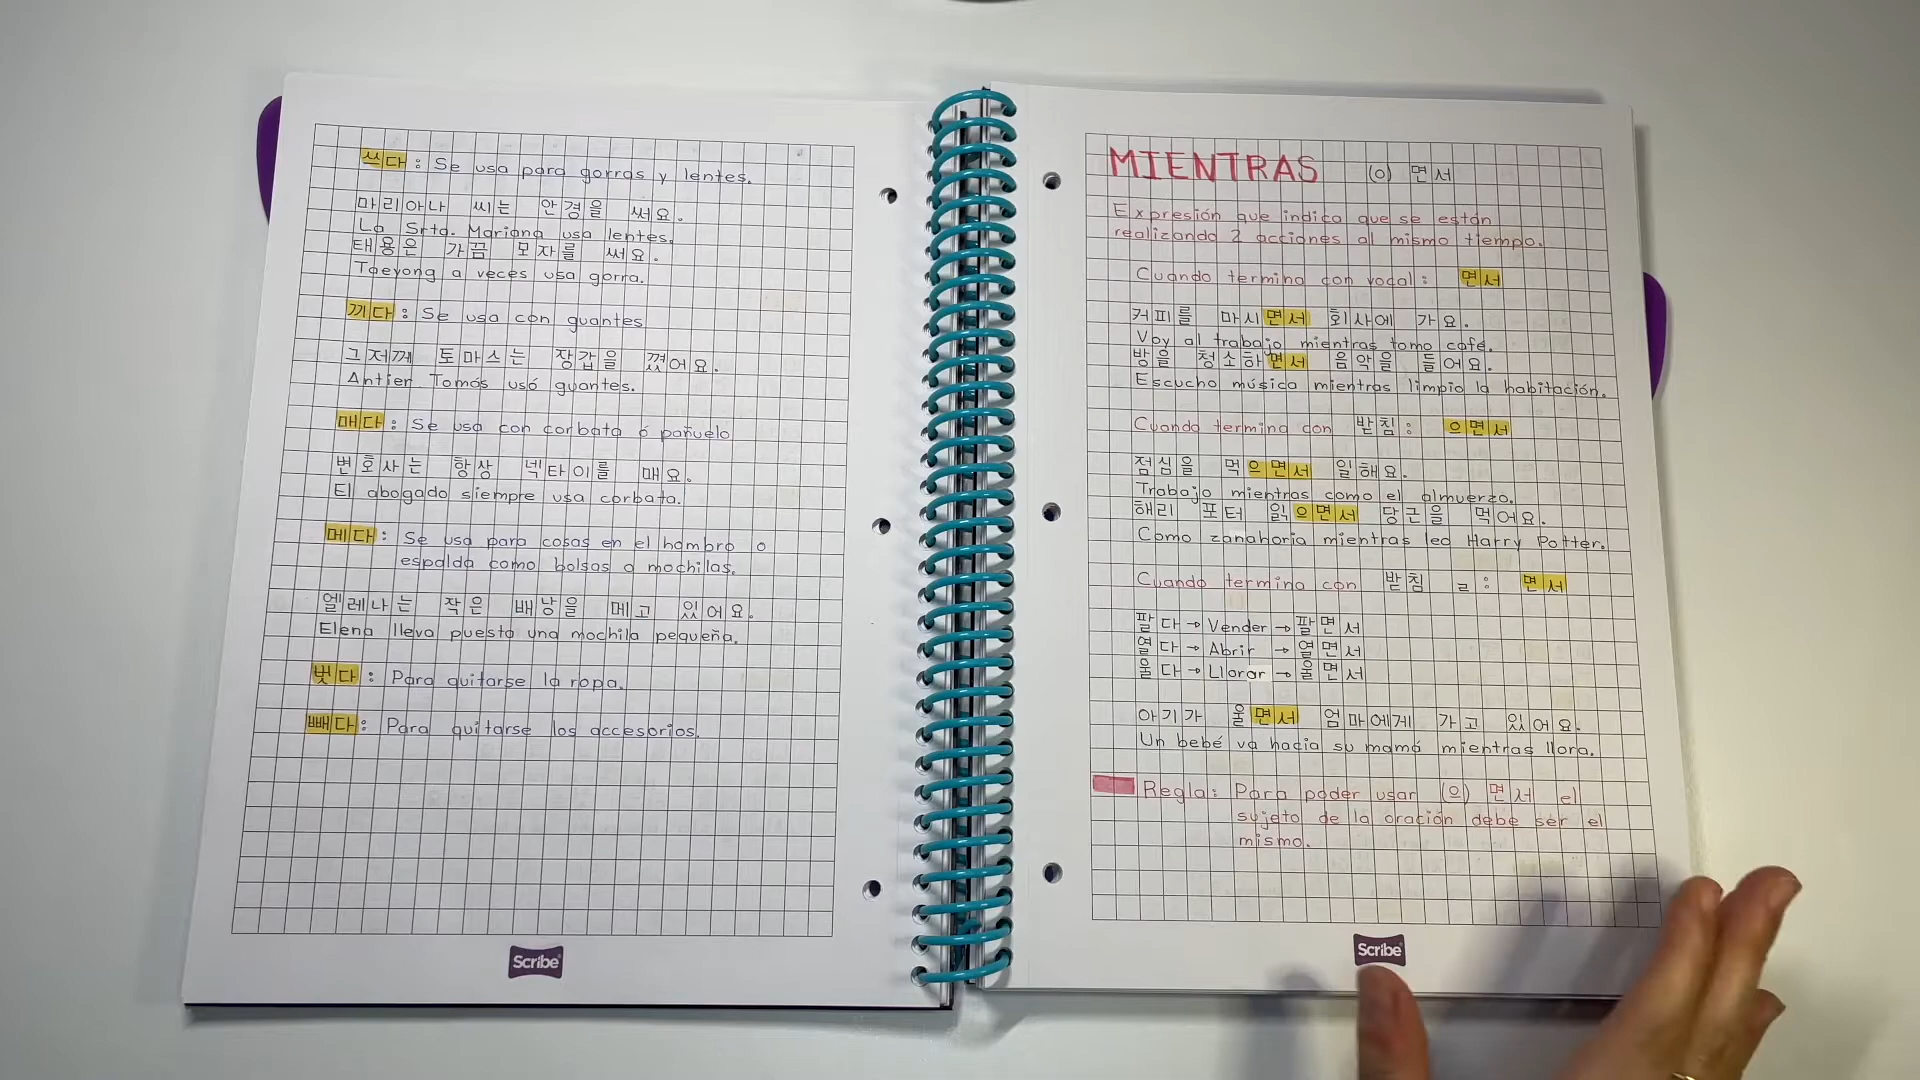 쓰다: Se usa para gorras y lentes.
마리아나 씨는 안경을 써요.
La Srta. Mariana usa lentes.
태용은 가끔 모자를 써요.
Taeyong a veces usa gorra.
끼다: Se usa con guantes
그저께 토마스는 장갑을 꼈어요.
Antier Tomás usó guantes.
매다: Se usa con corbata ó pañuelo
변호사는 항상 넥타이를 매요.
El abogado siempre usa corbata.
메다: Se usa para cosas en el hombro o
espalda como bolsas o mochilas.
엘레나는 작은 배낭을 메고 있어요.
Elena lleva puesta una mochila pequeña.
벗다: Para quitarse la ropa.
빼다: Para quitarse los accesorios.
Scribe
MIENTRAS (으) 면서
Expresión que indica que se están
realizando 2 acciones al mismo tiempo.
Cuando termina con vocal: 면서
커피를 마시면서 회사에 가요.
Voy al trabajo mientras tomo café.
방을 청소하면서 음악을 들어요.
Escucho música mientras limpio la habitación.
Cuando termina con 받침: 으면서
점심을 먹으면서 일해요.
Trabajo mientras como el almuerzo.
해리 포터 읽으면서 당근을 먹어요.
Como zanahoria mientras leo Harry Potter.
Cuando termina con 받침 ㄹ: 면서
팔다→Vender→팔면서
열다→Abrir→열면서
울다→Llorar→울면서
아기가 울면서 엄마에게 가고 있어요.
Un bebé va hacia su mamá mientras llora.
Regla: Para poder usar (으) 면서 el
sujeto de la oración debe ser el
mismo.
Scribe